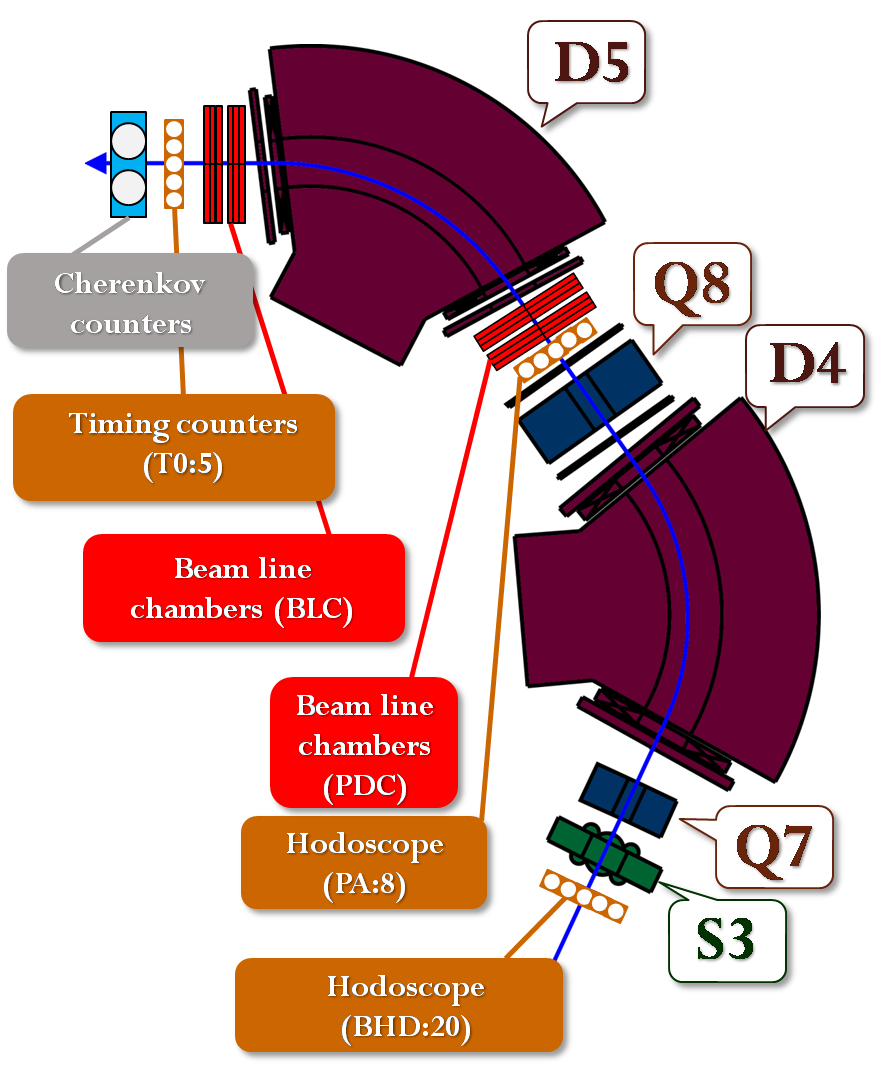 D5
Q8
Cherenkov
counters
D4
Timing counters
(T0:5)
Beam line
chambers (BLC)
Beam line
chambers
(PDC)
Hodoscope
(PA:8)
Q7
S3
Hodoscope
(BHD:20)